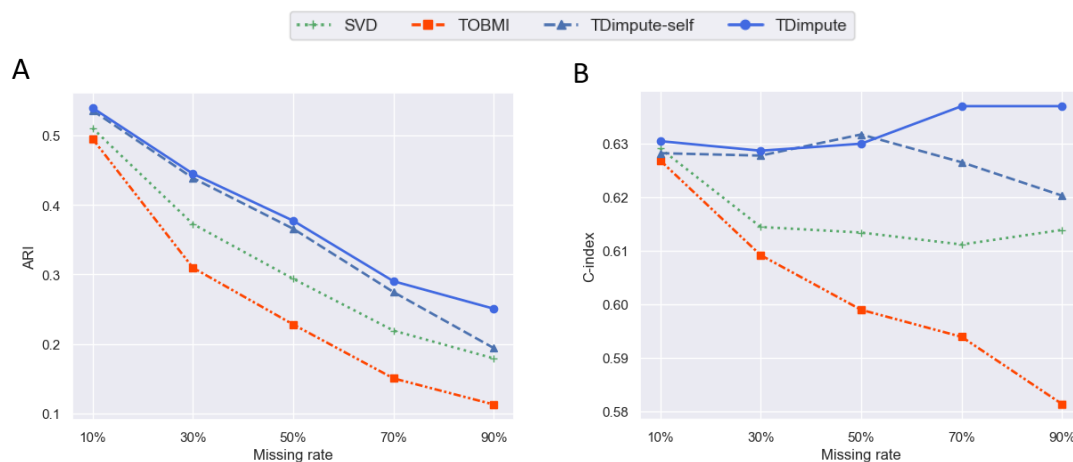 SVD TOBMI TDimpute-self TDimpute
A
B
0.5
0.4
0.3
0.2
0.1
ARI
10% 30% 50% 70% 90%
Missing rate
0.63
0.62
0.61
0.60
0.59
0.58
C-index
10% 30% 50% 70% 90%
Missing rate